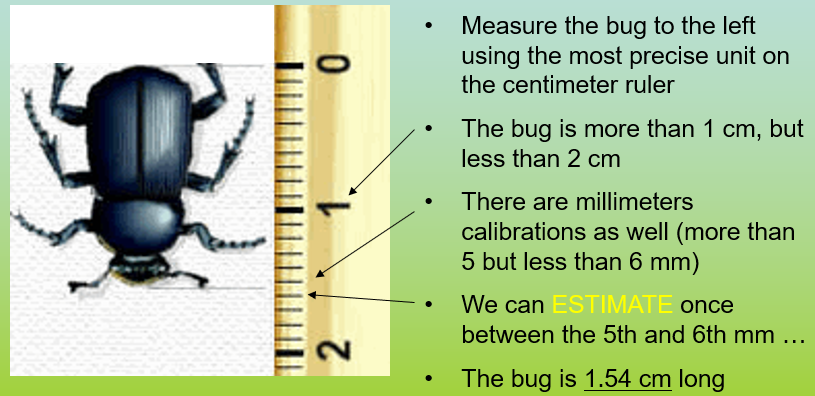 0
1
2
• Measure the bug to the left
using the most precise unit on
the centimeter ruler
• The bug is more than 1 cm, but
less than 2 cm
• There are millimeters
calibrations as well (more than
5 but less than 6 mm)
• We can ESTIMATE once
between the 5th and 6th mm …
• The bug is 1.54 cm long